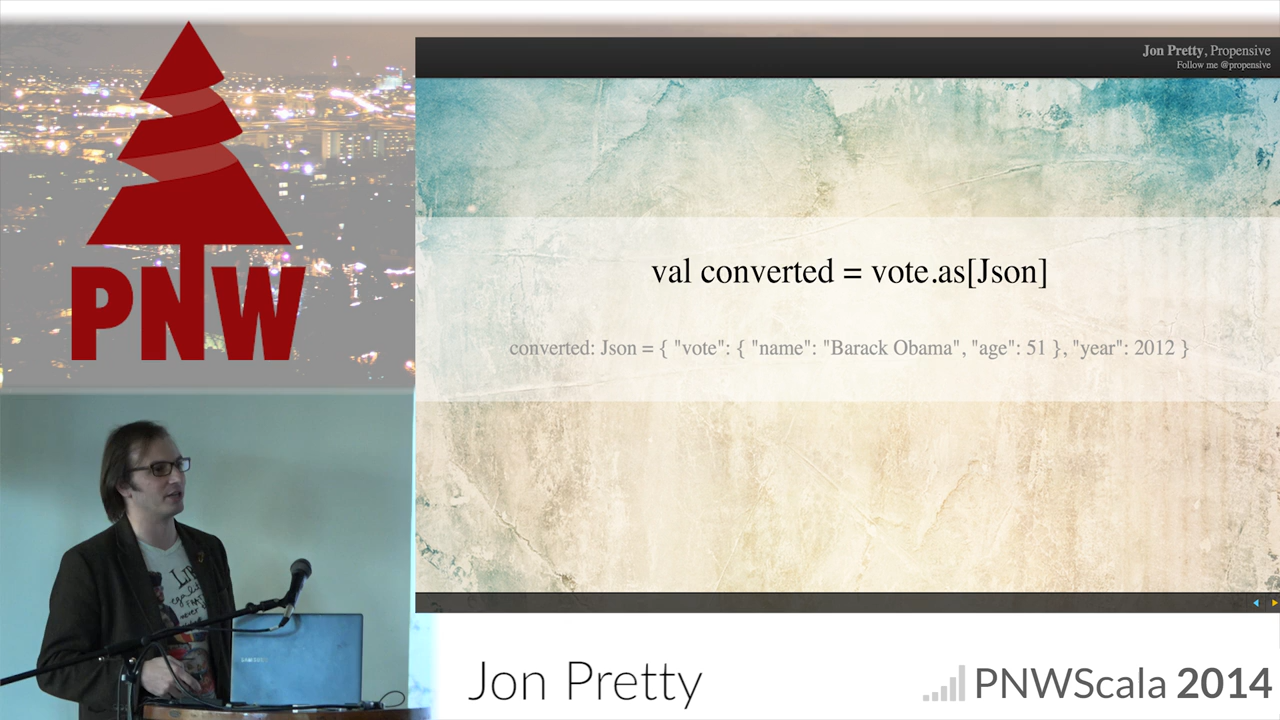 PNW
Jon Pretty, Propensive
Follow me @propensive
val converted = vote.as[Json]
converted: Json = { "vote": { "name": "Barack Obama", "age": 51 }, "year": 2012 }
SAMSUNG
Jon Pretty
PNWScala 2014